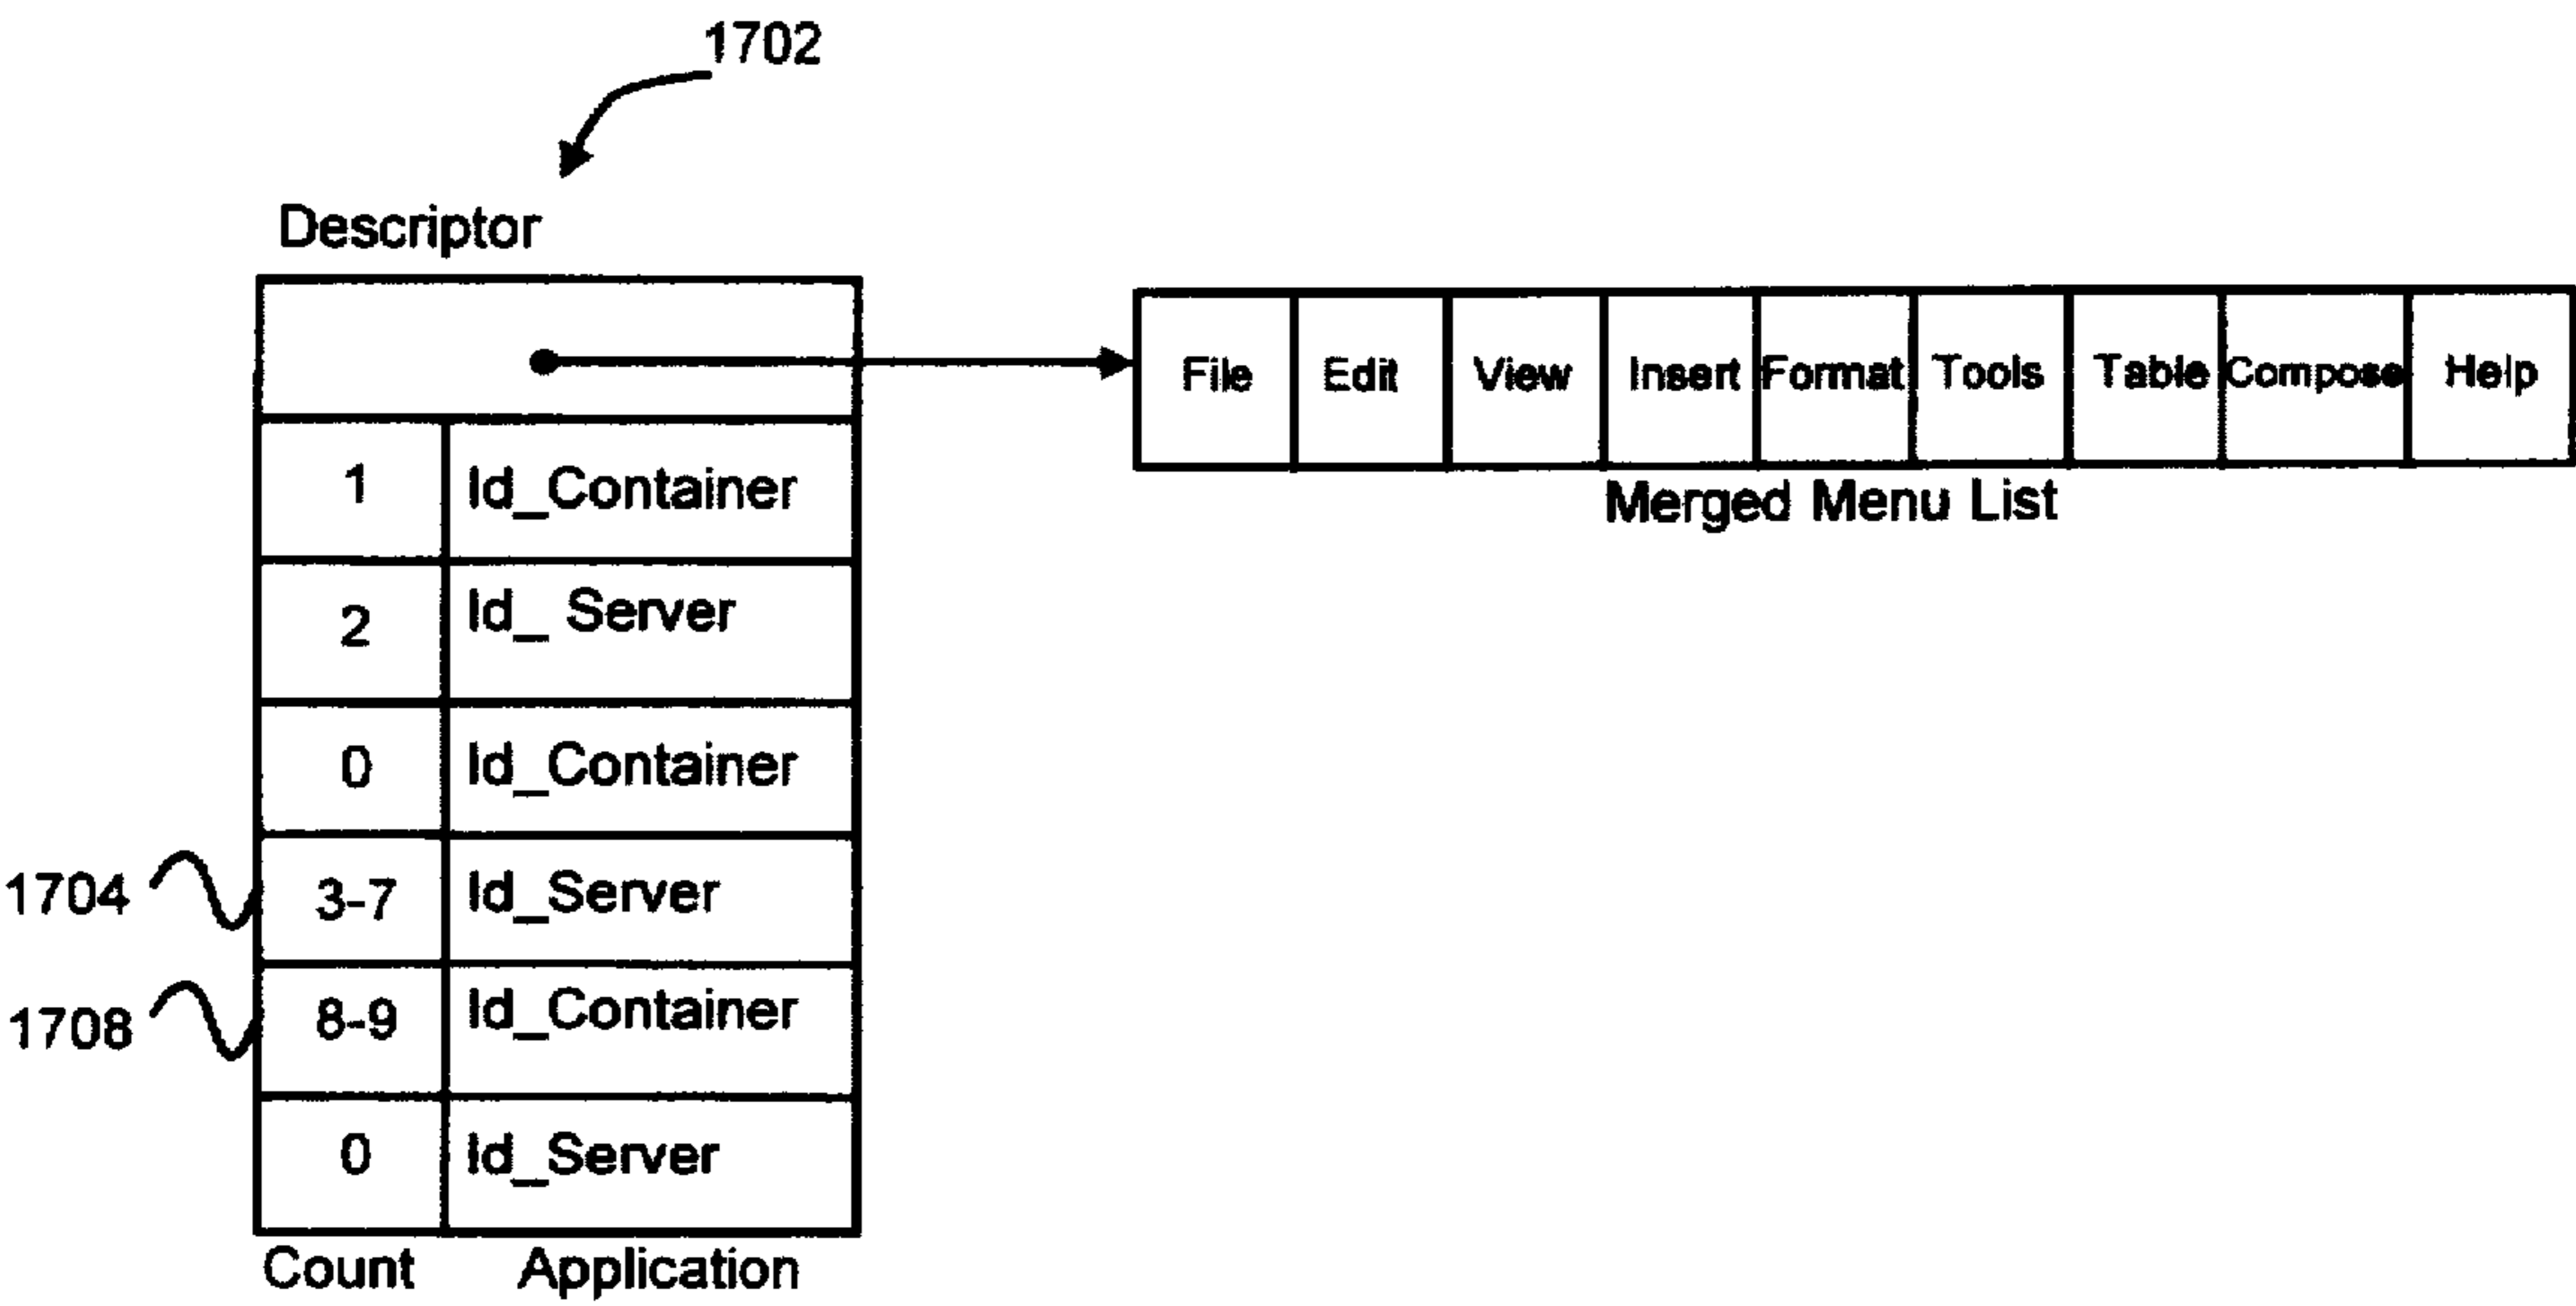 1702
Descriptor
File Edit View Insert Format Tools Table Compose Help
Merged Menu List
1 Id_Container
2 Id_ Server
0 Id_Container
1704 3-7 Id_Server
1708 8-9 Id_Container
0 Id_Server
Count Application